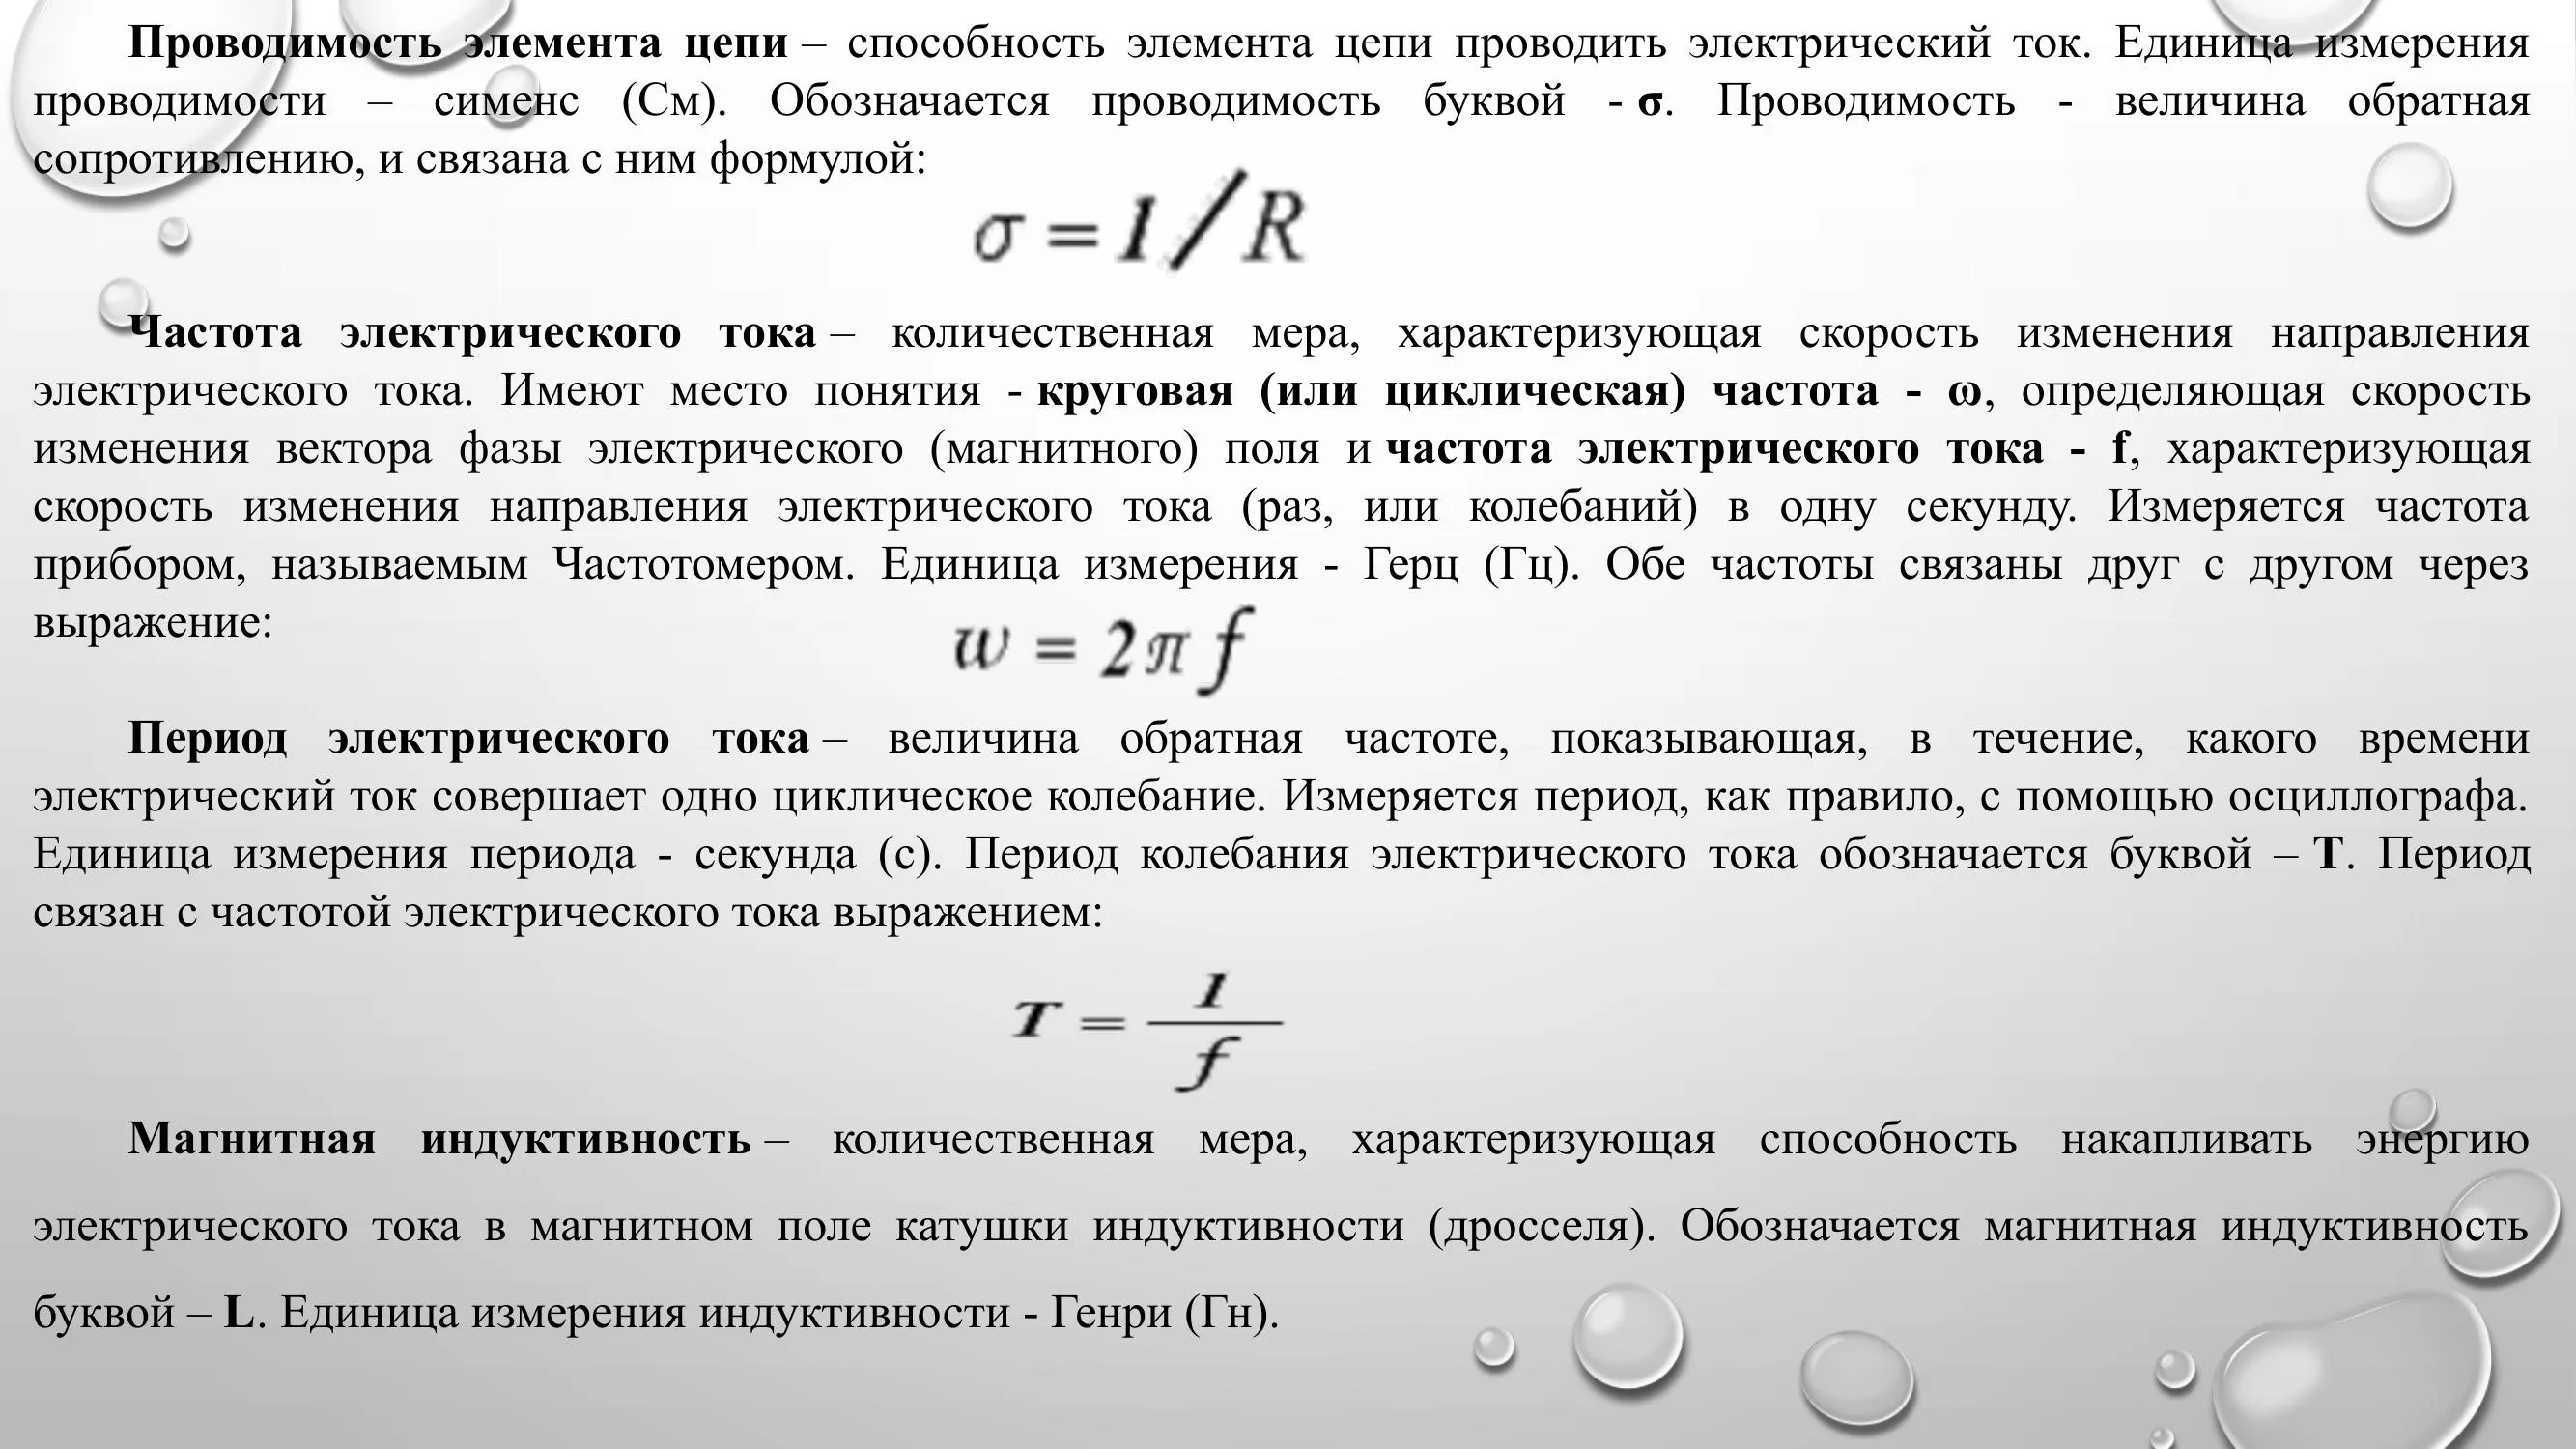 Проводимость элемента цепи – способность элемента цепи проводить электрический ток. Единица измерения
проводимости – сименс (См). Обозначается проводимость буквой - σ. Проводимость - величина обратная
сопротивлению, и связана с ним формулой:
σ = 1/R
Частота электрического тока – количественная мера, характеризующая скорость изменения направления
электрического тока. Имеют место понятия - круговая (или циклическая) частота - ω, определяющая скорость
изменения вектора фазы электрического (магнитного) поля и частота электрического тока - f, характеризующая
скорость изменения направления электрического тока (раз, или колебаний) в одну секунду. Измеряется частота
прибором, называемым Частотомером. Единица измерения - Герц (Гц). Обе частоты связаны друг с другом через
выражение:
w = 2π f
Период электрического тока – величина обратная частоте, показывающая, в течение, какого времени
электрический ток совершает одно циклическое колебание. Измеряется период, как правило, с помощью осциллографа.
Единица измерения периода - секунда (с). Период колебания электрического тока обозначается буквой – T. Период
связан с частотой электрического тока выражением:
T = 1/f
Магнитная индуктивность – количественная мера, характеризующая способность накапливать энергию
электрического тока в магнитном поле катушки индуктивности (дросселя). Обозначается магнитная индуктивность
буквой – L. Единица измерения индуктивности - Генри (Гн).